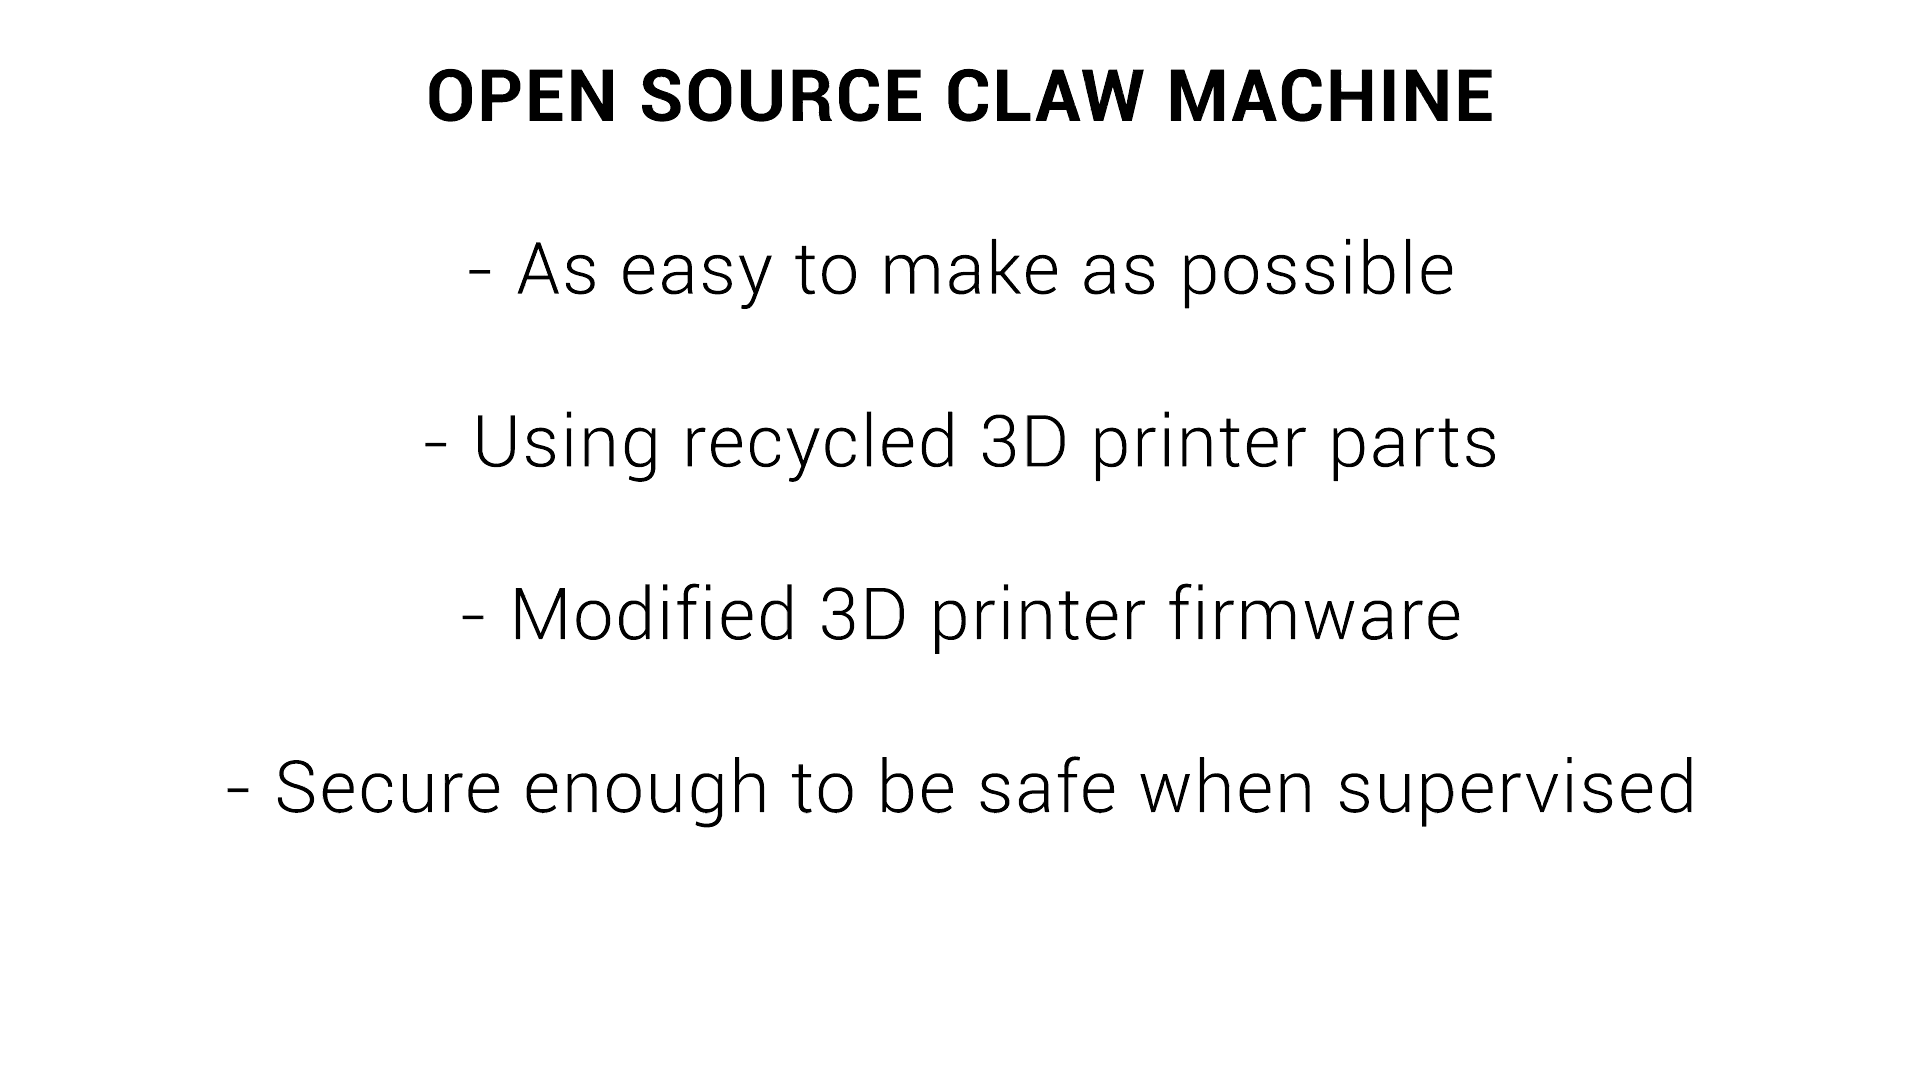 OPEN SOURCE CLAW MACHINE
- As easy to make as possible
- Using recycled 3D printer parts
- Modified 3D printer firmware
- Secure enough to be safe when supervised